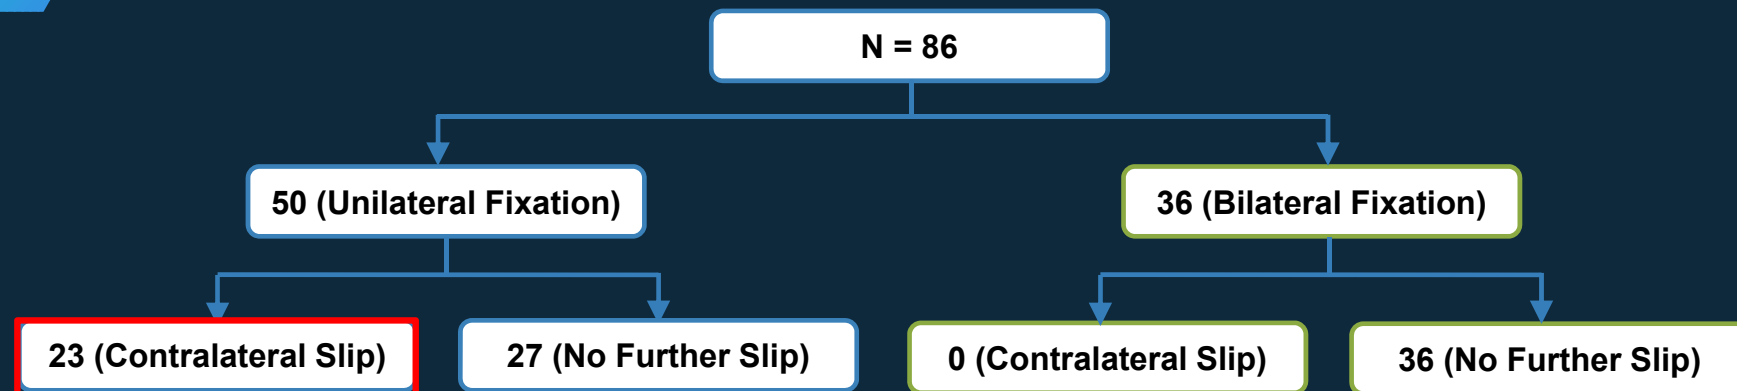 N = 86
50 (Unilateral Fixation)
36 (Bilateral Fixation)
23 (Contralateral Slip)
27 (No Further Slip)
0 (Contralateral Slip)
36 (No Further Slip)